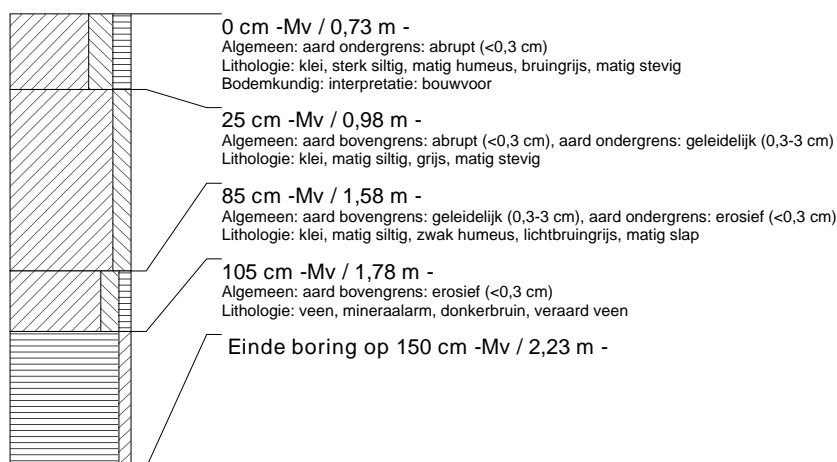 0 cm -Mv / 0,73 m -
Algemeen: aard ondergrens: abrupt (<0,3 cm)
Lithologie: klei, sterk siltig, matig humeus, bruingrijs, matig stevig
Bodemkundig: interpretatie: bouwvoor
25 cm -Mv / 0,98 m -
Algemeen: aard bovengrens: abrupt (<0,3 cm), aard ondergrens: geleidelijk (0,3-3 cm)
Lithologie: klei, matig siltig, grijs, matig stevig
85 cm -Mv / 1,58 m -
Algemeen: aard bovengrens: geleidelijk (0,3-3 cm), aard ondergrens: erosief (<0,3 cm)
Lithologie: klei, matig siltig, zwak humeus, lichtbruingrijs, matig slap
105 cm -Mv / 1,78 m -
Algemeen: aard bovengrens: erosief (<0,3 cm)
Lithologie: veen, mineraalarm, donkerbruin, veraard veen
Einde boring op 150 cm -Mv / 2,23 m -